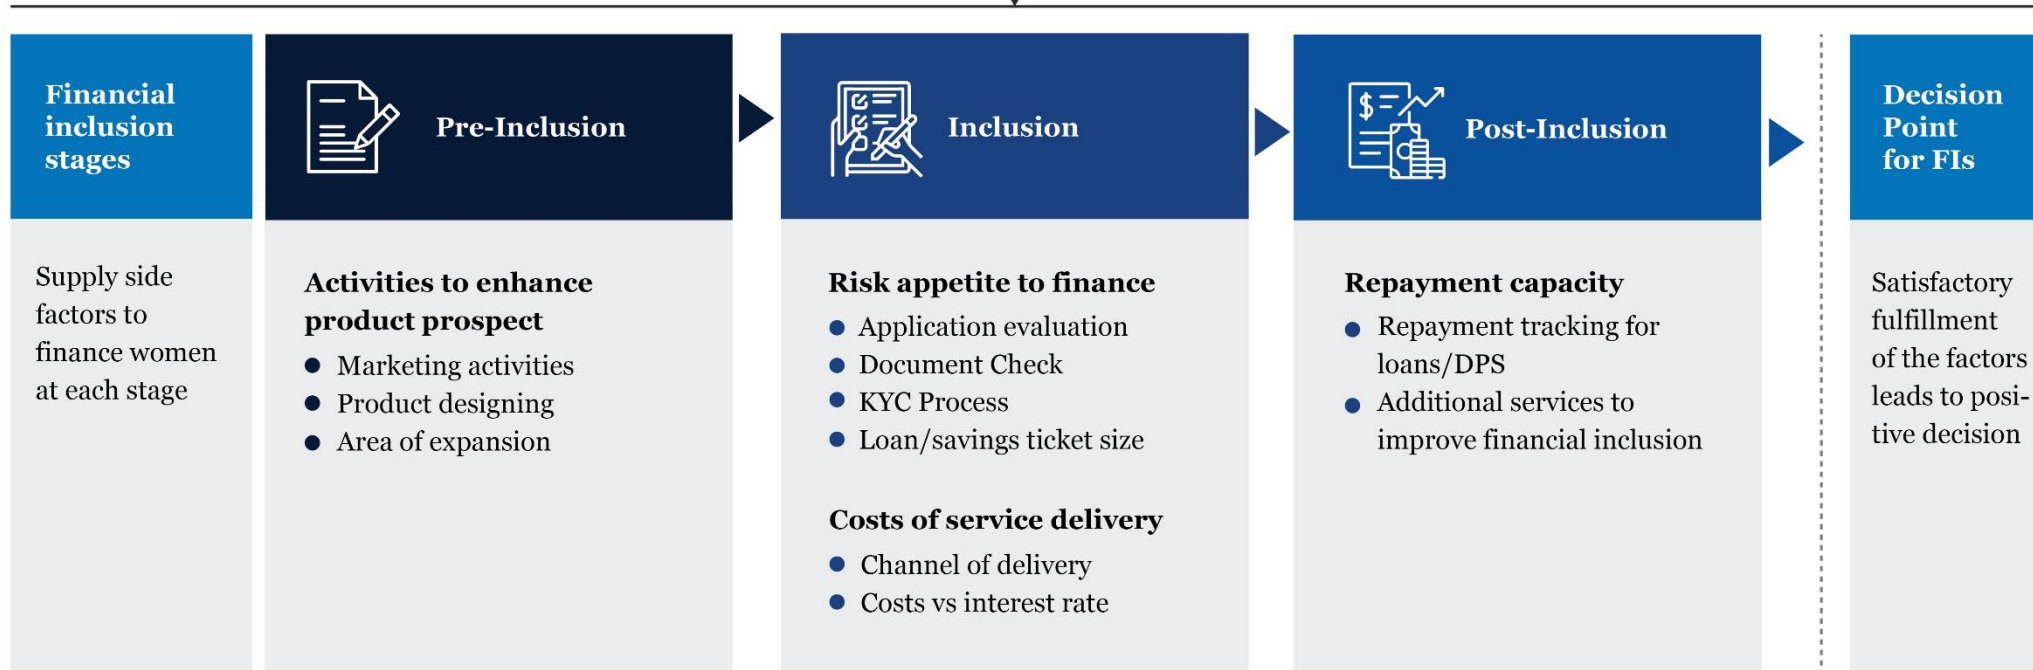 Financial
inclusion
stages
Supply side
factors to
finance women
at each stage
Pre-Inclusion
Activities to enhance
product prospect
Marketing activities
Product designing
Area of expansion
Inclusion
Risk appetite to finance
Application evaluation
Document Check
KYC Process
Loan/savings ticket size
Costs of service delivery
Channel of delivery
Costs vs interest rate
$
Post-Inclusion
Repayment capacity
Repayment tracking for
loans/DPS
Additional services to
improve financial inclusion
Decision
Point
for FIs
Satisfactory
fulfillment
of the factors
leads to posi-
tive decision